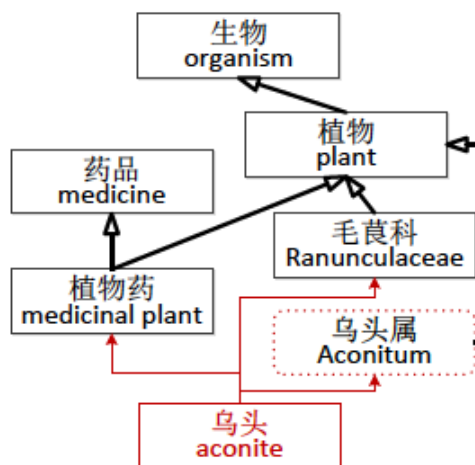 生物
organism
植物
plant
药品
medicine
毛茛科
Ranunculaceae
植物药
medicinal plant
乌头属
Aconitum
乌头
aconite